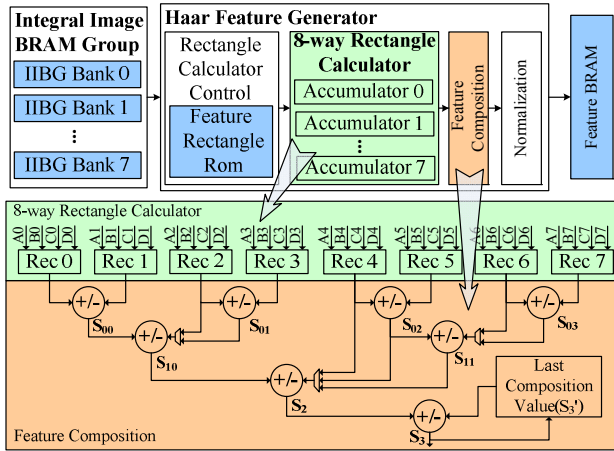 Integral Image
BRAM Group
IIBG Bank 0
IIBG Bank 1
...
IIBG Bank 7
Haar Feature Generator
Rectangle
Calculator
Control
Feature
Rectangle
Rom
8-way Rectangle
Calculator
Accumulator 0
Accumulator 1
...
Accumulator 7
Feature
Composition
Normalization
Feature BRAM
8-way Rectangle Calculator
A0 B0 C0 D0 A1 B1 C1 D1 A2 B2 C2 D2 A3 B3 C3 D3 A4 B4 C4 D4 A5 B5 C5 D5 A6 B6 C6 D6 A7 B7 C7 D7
Rec 0 Rec 1 Rec 2 Rec 3 Rec 4 Rec 5 Rec 6 Rec 7
+/- +/- +/- +/-
S00 S01 S02 S03
+/- +/-
S10 S11
+/-
S2
Last
Composition
Value(S3')
+/-
S3
Feature Composition